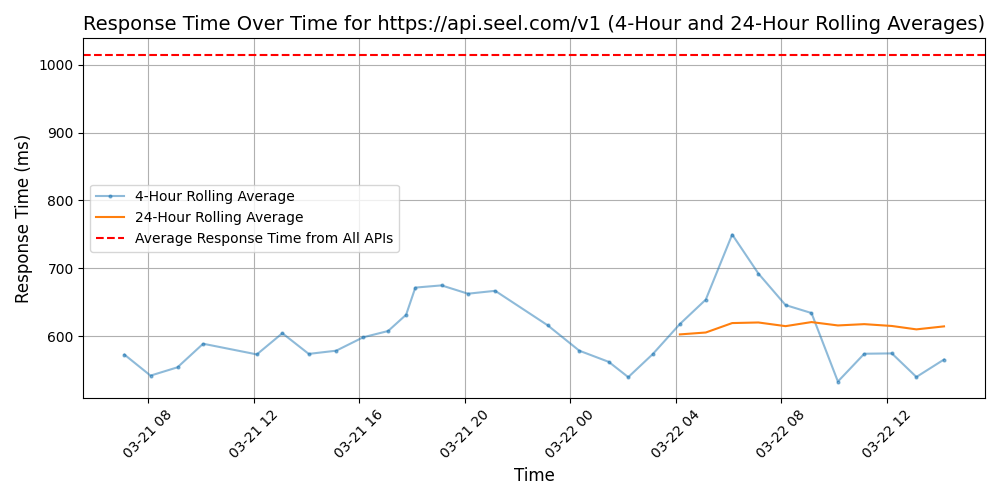 Response Time Over Time for https://api.seel.com/v1 (4-Hour and 24-Hour Rolling Averages)
Response Time (ms)
1000
900
800
700
600
4-Hour Rolling Average
24-Hour Rolling Average
Average Response Time from All APIs
03-21 08
03-21 12
03-21 16
03-21 20
03-22 00
03-22 04
03-22 08
03-22 12
Time